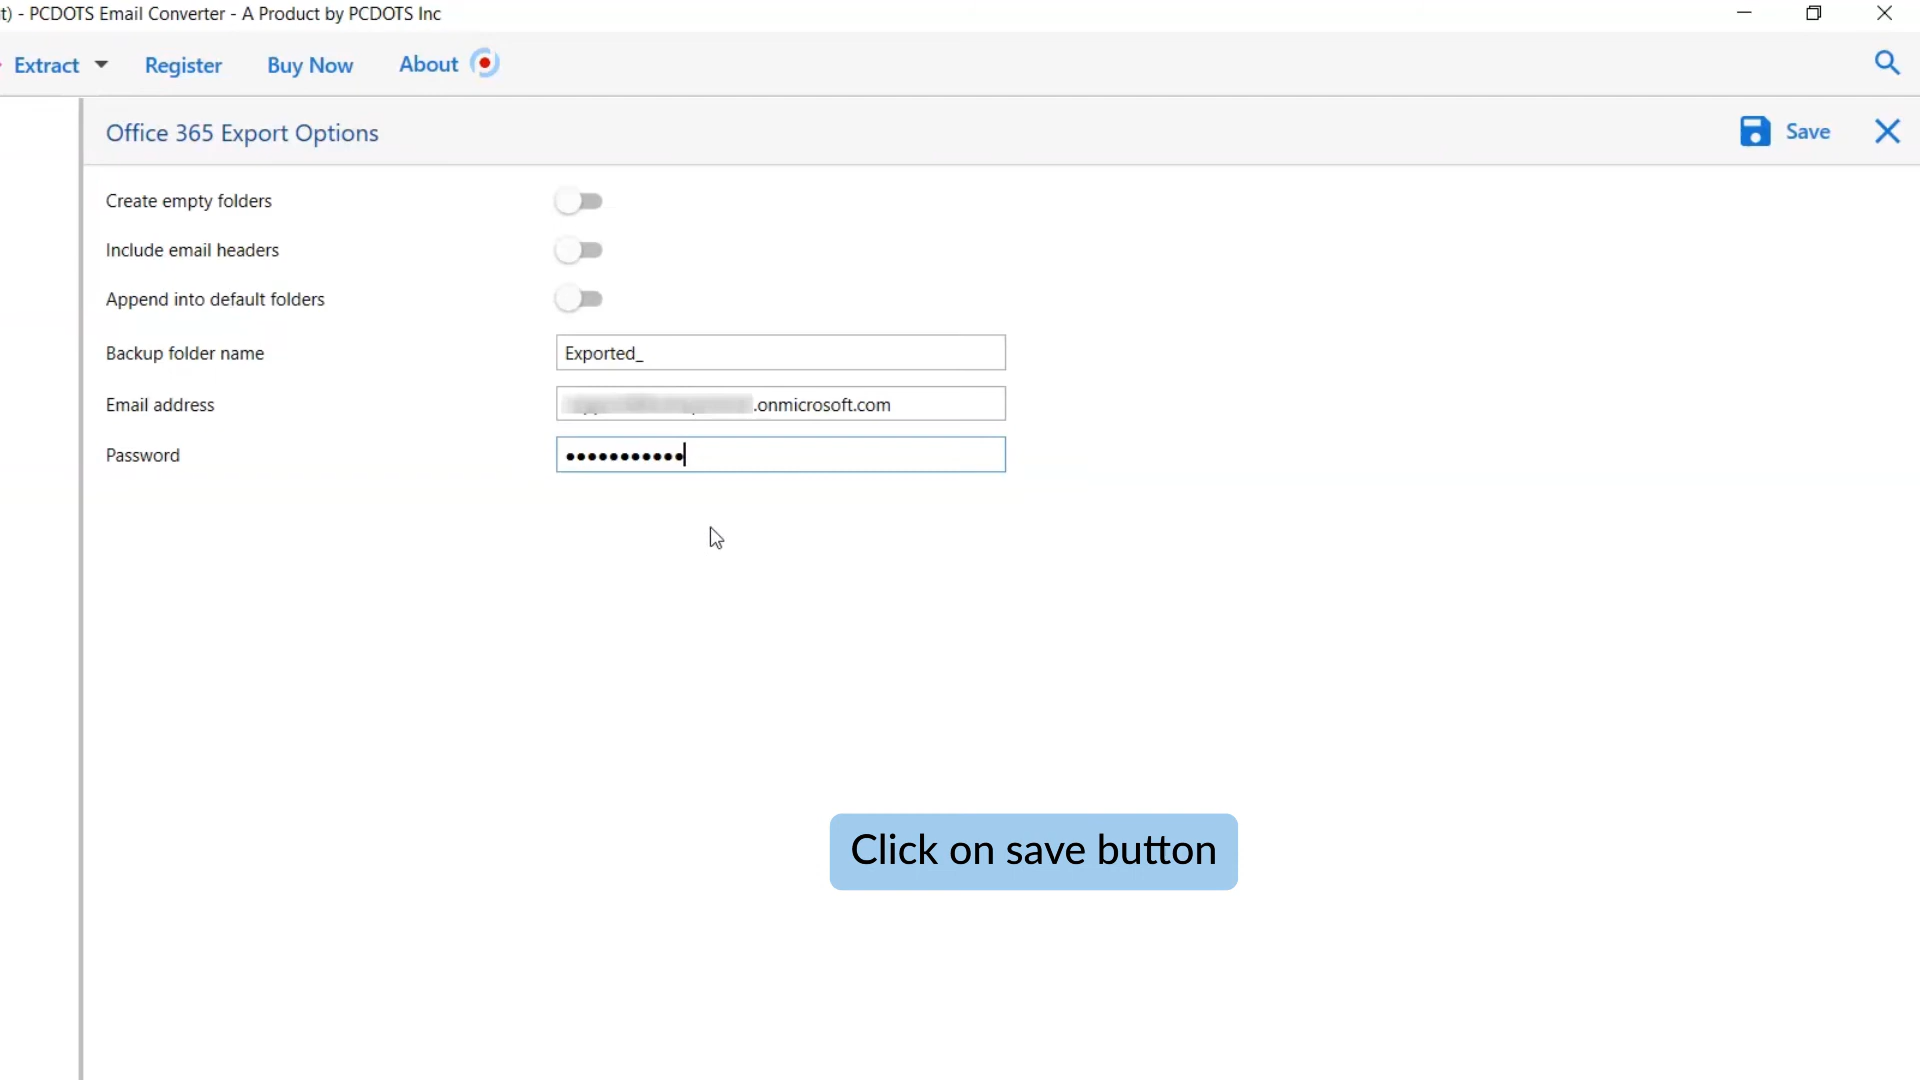 t) - PCDOTS Email Converter - A Product by PCDOTS Inc
Extract Register Buy Now About
Office 365 Export Options Save
Create empty folders
Include email headers
Append into default folders
Backup folder name Exported_
Email address .onmicrosoft.com
Password •••••••••••
Click on save button